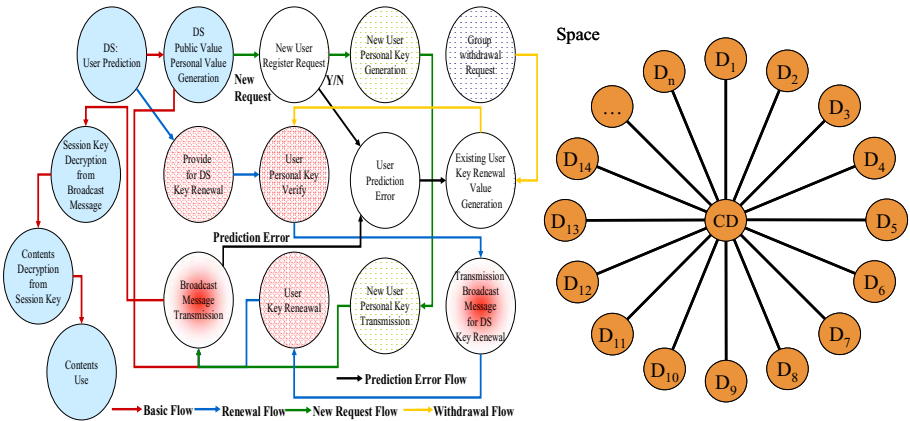 DS:
User Prediction
DS
Public Value
Personal Value
Generation
New User
Register Request
New User
Personal Key
Generation
Group
withdrawal
Request
New
Request
Y/N
Session Key
Decryption
from
Broadcast
Message
Provide
for DS
Key Renewal
User
Personal Key
Verify
User
Prediction
Error
Existing User
Key Renewal
Value
Generation
Prediction Error
Contents
Decryption
from
Session Key
Broadcast
Message
Transmission
User
Key Reneawal
New User
Personal Key
Transmission
Transmission
Broadcast
Message
for DS
Key Renewal
Contents
Use
Prediction Error Flow
Basic Flow
Renewal Flow
New Request Flow
Withdrawal Flow
Space
CD
D1
D2
D3
D4
D5
D6
D7
D8
D9
D10
D11
D12
D13
D14
…
Dn